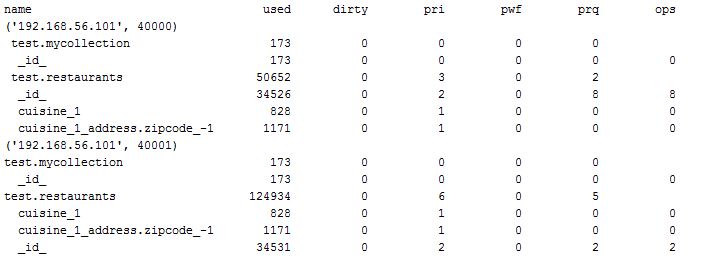 name used dirty pri pwf prq ops
('192.168.56.101', 40000)
test.mycollection 173 0 0 0 0
_id_ 173 0 0 0 0 0
test.restaurants 50652 0 3 0 2
_id_ 34526 0 2 0 8 8
cuisine_1 828 0 1 0 0 0
cuisine_1_address.zipcode_-1 1171 0 1 0 0 0
('192.168.56.101', 40001)
test.mycollection 173 0 0 0 0
_id_ 173 0 0 0 0 0
test.restaurants 124934 0 6 0 5
cuisine_1 828 0 1 0 0 0
cuisine_1_address.zipcode_-1 1171 0 1 0 0 0
_id_ 34531 0 2 0 2 2